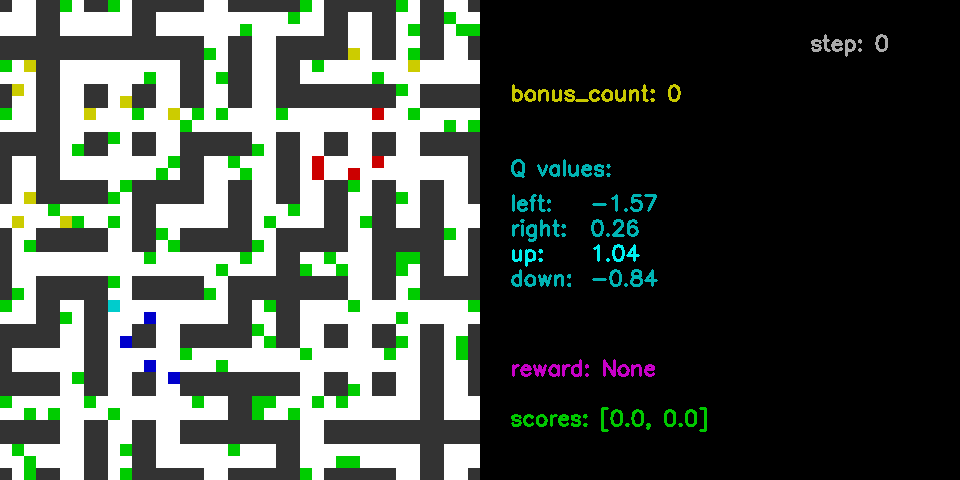 step: 0
bonus_count: 0
Q values:
left: −1.57
right: 0.26
up: 1.04
down: −0.84
reward: None
scores: [0.0, 0.0]